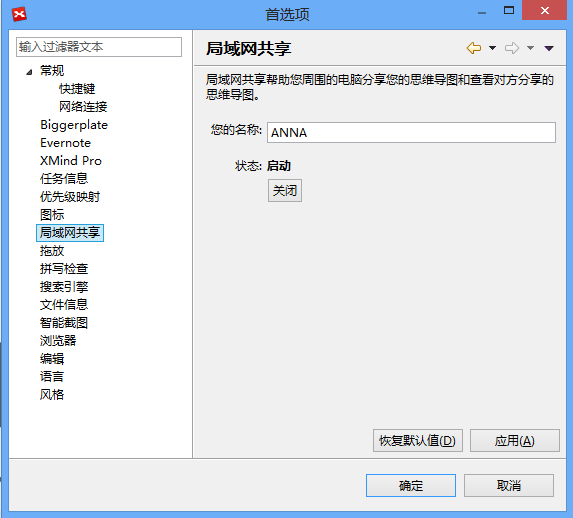 首选项
输入过滤器文本
常规
快捷键
网络连接
Biggerplate
Evernote
XMind Pro
任务信息
优先级映射
图标
局域网共享
拖放
拼写检查
搜索引擎
文件信息
智能截图
浏览器
编辑
语言
风格
局域网共享
局域网共享帮助您周围的电脑分享您的思维导图和查看对方分享的
思维导图。
您的名称: ANNA
状态: 启动
关闭
恢复默认值(D) 应用(A)
确定 取消